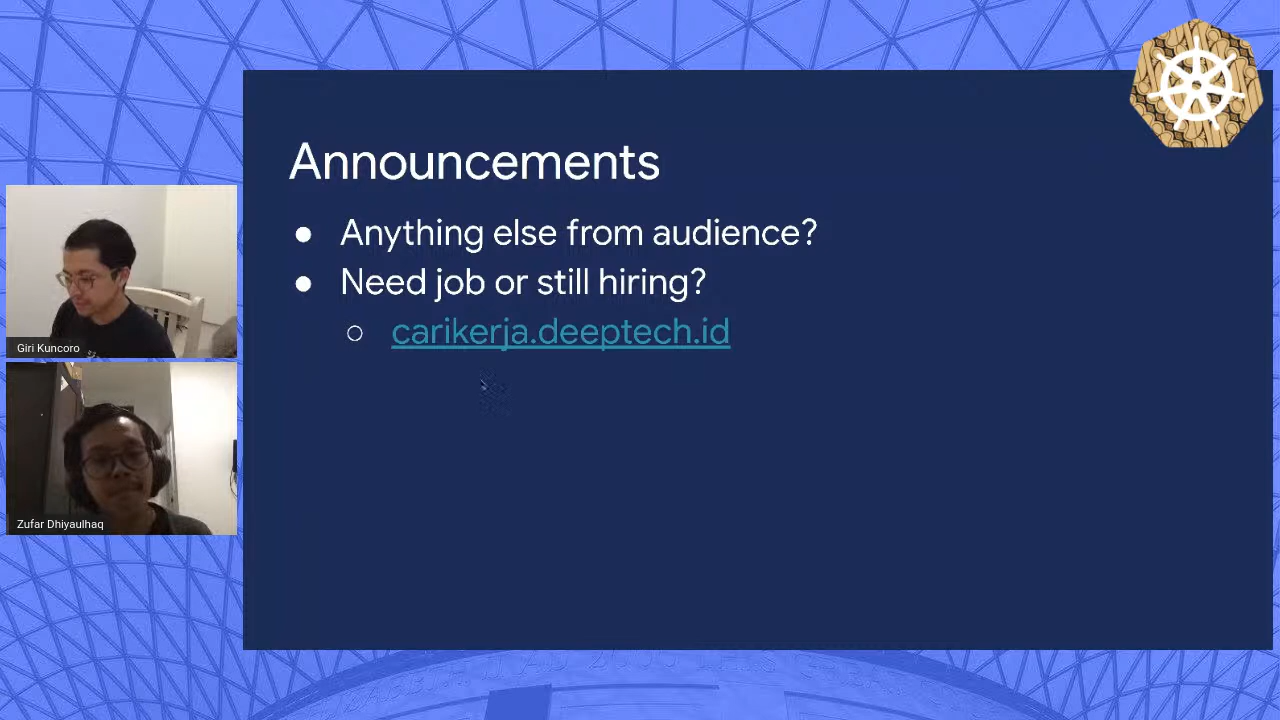 Announcements
Anything else from audience?
Need job or still hiring?
carikerja.deeptech.id
Giri Kuncoro
Zufar Dhiyaulhaq